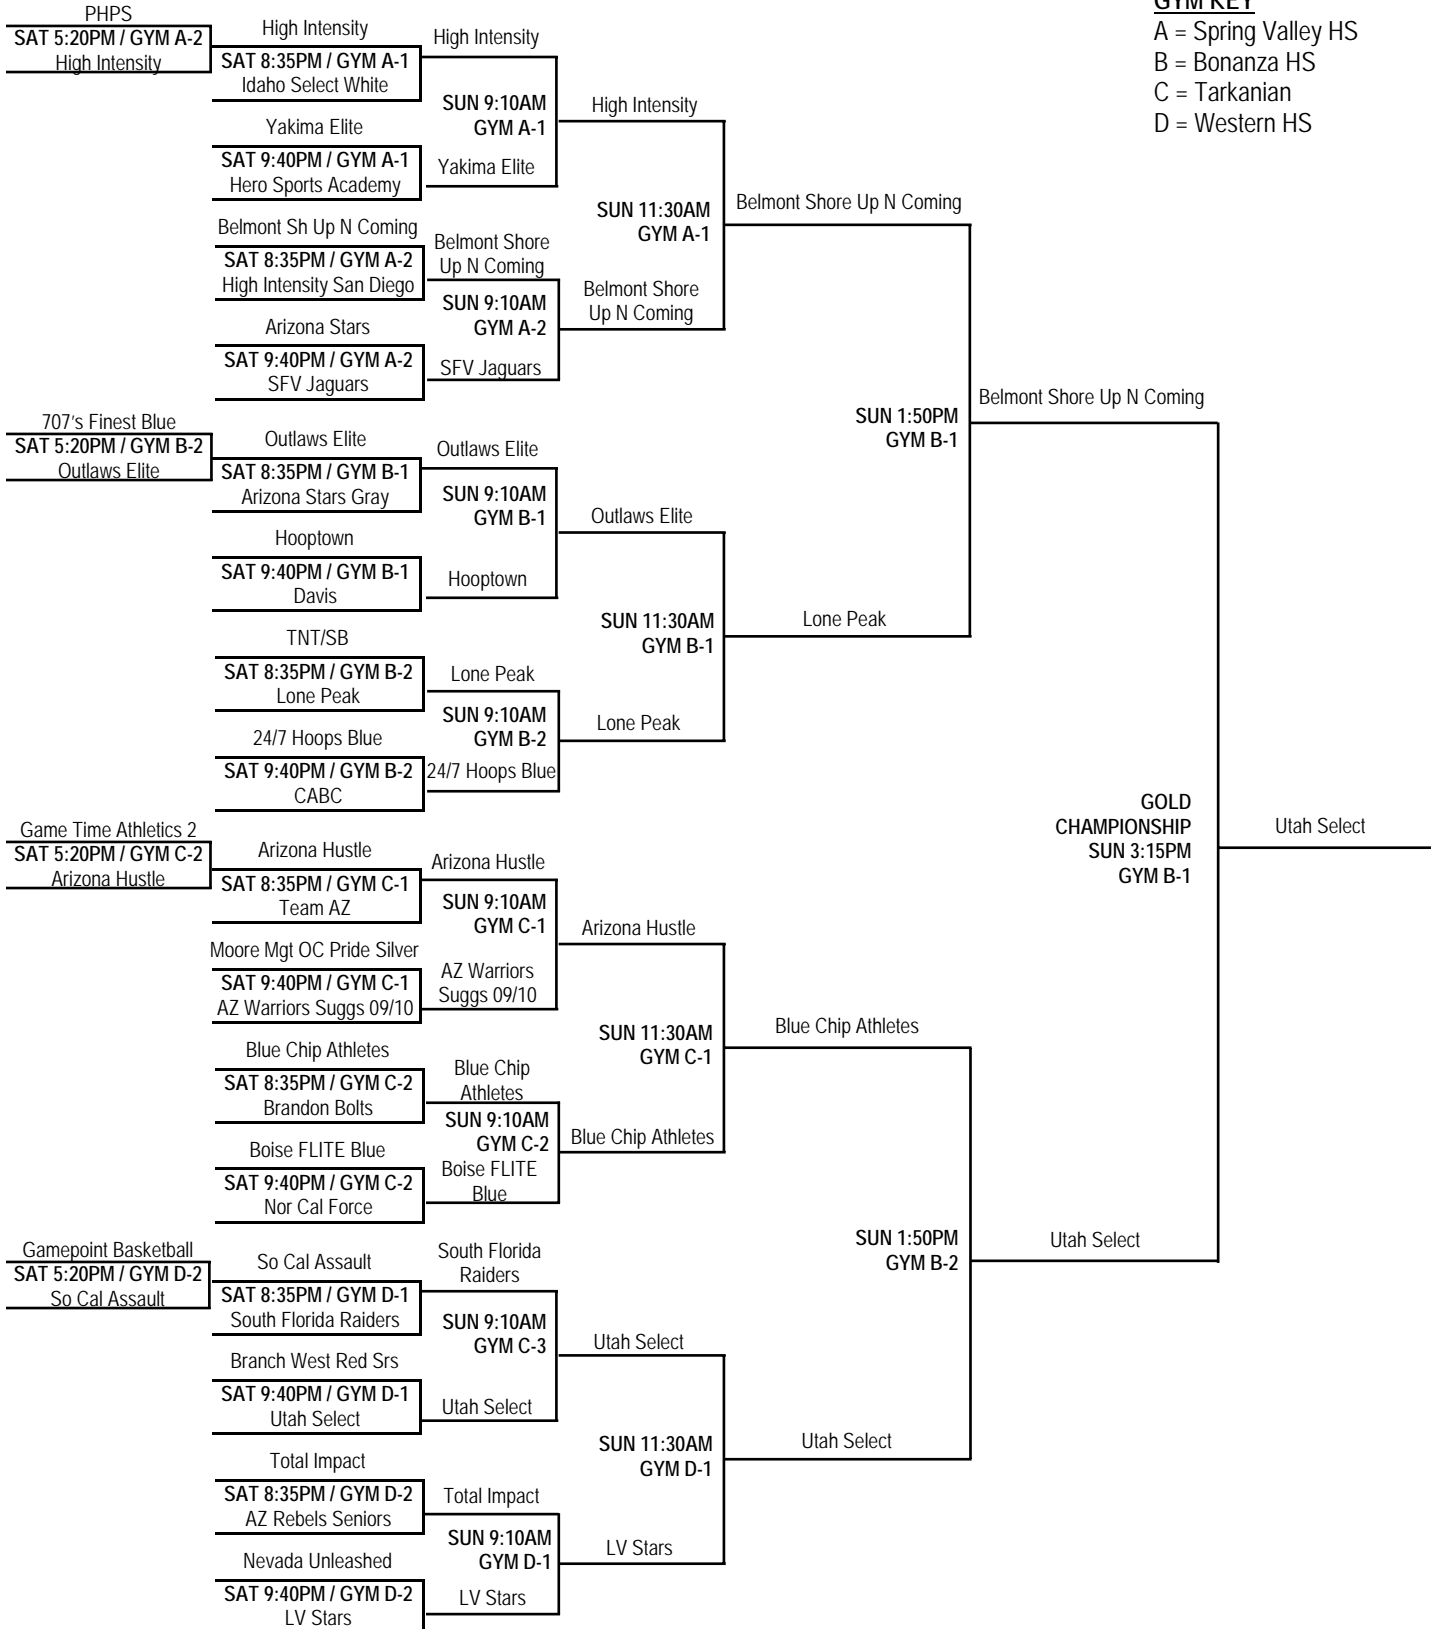 PHPS
SAT 5:20PM / GYM A-2
High Intensity
High Intensity
SAT 8:35PM / GYM A-1
Idaho Select White
High Intensity
SUN 9:10AM
GYM A-1
Yakima Elite
SAT 9:40PM / GYM A-1
Hero Sports Academy
Yakima Elite
High Intensity
SUN 11:30AM
GYM A-1
Belmont Sh Up N Coming
SAT 8:35PM / GYM A-2
High Intensity San Diego
Belmont Shore
Up N Coming
SUN 9:10AM
GYM A-2
Arizona Stars
SAT 9:40PM / GYM A-2
SFV Jaguars
SFV Jaguars
Belmont Shore
Up N Coming
Belmont Shore Up N Coming
SUN 1:50PM
GYM B-1
707's Finest Blue
SAT 5:20PM / GYM B-2
Outlaws Elite
Outlaws Elite
SAT 8:35PM / GYM B-1
Arizona Stars Gray
Outlaws Elite
SUN 9:10AM
GYM B-1
Hooptown
SAT 9:40PM / GYM B-1
Davis
Hooptown
Outlaws Elite
SUN 11:30AM
GYM B-1
TNT/SB
SAT 8:35PM / GYM B-2
Lone Peak
Lone Peak
SUN 9:10AM
GYM B-2
24/7 Hoops Blue
SAT 9:40PM / GYM B-2
CABC
24/7 Hoops Blue
Lone Peak
Lone Peak
Belmont Shore Up N Coming
GOLD
CHAMPIONSHIP
SUN 3:15PM
GYM B-1
Utah Select
Game Time Athletics 2
SAT 5:20PM / GYM C-2
Arizona Hustle
Arizona Hustle
SAT 8:35PM / GYM C-1
Team AZ
Arizona Hustle
SUN 9:10AM
GYM C-1
Moore Mgt OC Pride Silver
SAT 9:40PM / GYM C-1
AZ Warriors Suggs 09/10
AZ Warriors
Suggs 09/10
Arizona Hustle
SUN 11:30AM
GYM C-1
Blue Chip Athletes
SAT 8:35PM / GYM C-2
Brandon Bolts
Blue Chip
Athletes
SUN 9:10AM
GYM C-2
Boise FLITE Blue
SAT 9:40PM / GYM C-2
Nor Cal Force
Boise FLITE
Blue
Blue Chip Athletes
Blue Chip Athletes
SUN 1:50PM
GYM B-2
Utah Select
Gamepoint Basketball
SAT 5:20PM / GYM D-2
So Cal Assault
So Cal Assault
SAT 8:35PM / GYM D-1
South Florida Raiders
South Florida
Raiders
SUN 9:10AM
GYM C-3
Branch West Red Srs
SAT 9:40PM / GYM D-1
Utah Select
Utah Select
Utah Select
SUN 11:30AM
GYM D-1
Utah Select
Total Impact
SAT 8:35PM / GYM D-2
AZ Rebels Seniors
Total Impact
SUN 9:10AM
GYM D-1
Nevada Unleashed
SAT 9:40PM / GYM D-2
LV Stars
LV Stars
LV Stars
GYM KEY
A = Spring Valley HS
B = Bonanza HS
C = Tarkanian
D = Western HS